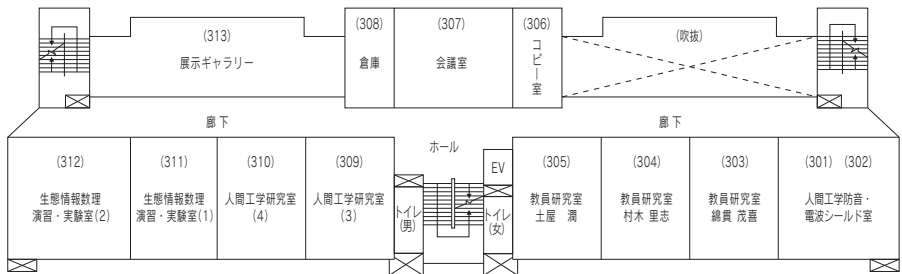 (313)
展示ギャラリー
(308)
倉庫
(307)
会議室
(306)
コピー室
(吹抜)
廊下
廊下
ホール
(312)
生態情報数理
演習・実験室(2)
(311)
生態情報数理
演習・実験室(1)
(310)
人間工学研究室
(4)
(309)
人間工学研究室
(3)
トイレ
(男)
EV
トイレ
(女)
(305)
教員研究室
土屋 潤
(304)
教員研究室
村木 里志
(303)
教員研究室
綿貫 茂喜
(301) (302)
人間工学防音・
電波シールド室